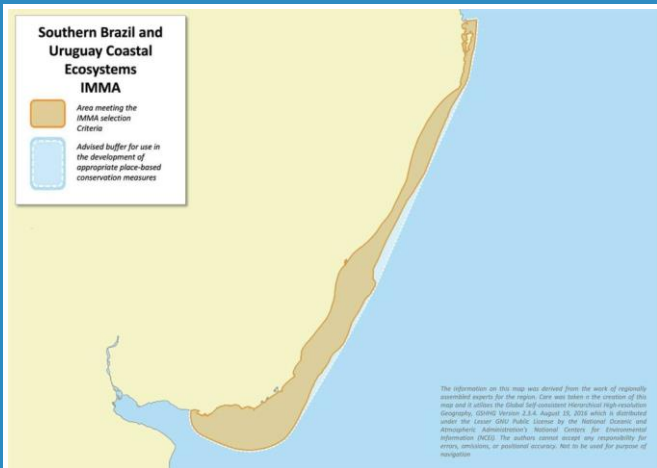 Southern Brazil and
Uruguay Coastal
Ecosystems
IMMA
Area meeting the
IMMA selection
Criteria
Advised buffer for use in
the development of
appropriate place-based
conservation measures
The information on this map was derived from the work of regionally
assembled experts for the region. Care was taken n the creation of this
map and it utilises the Global Self-consistent Hierarchical High-resolution
Geography, GSHHG Version 2.3.4. August 15, 2016 which is distributed
under the Lesser GNU Public License by the National Oceanic and
Atmospheric Administration's National Centers for Environmental
Information (NCEI). The authors cannot accept any responsibility for
errors, omissions, or positional accuracy. Not to be used for purpose of
navigation